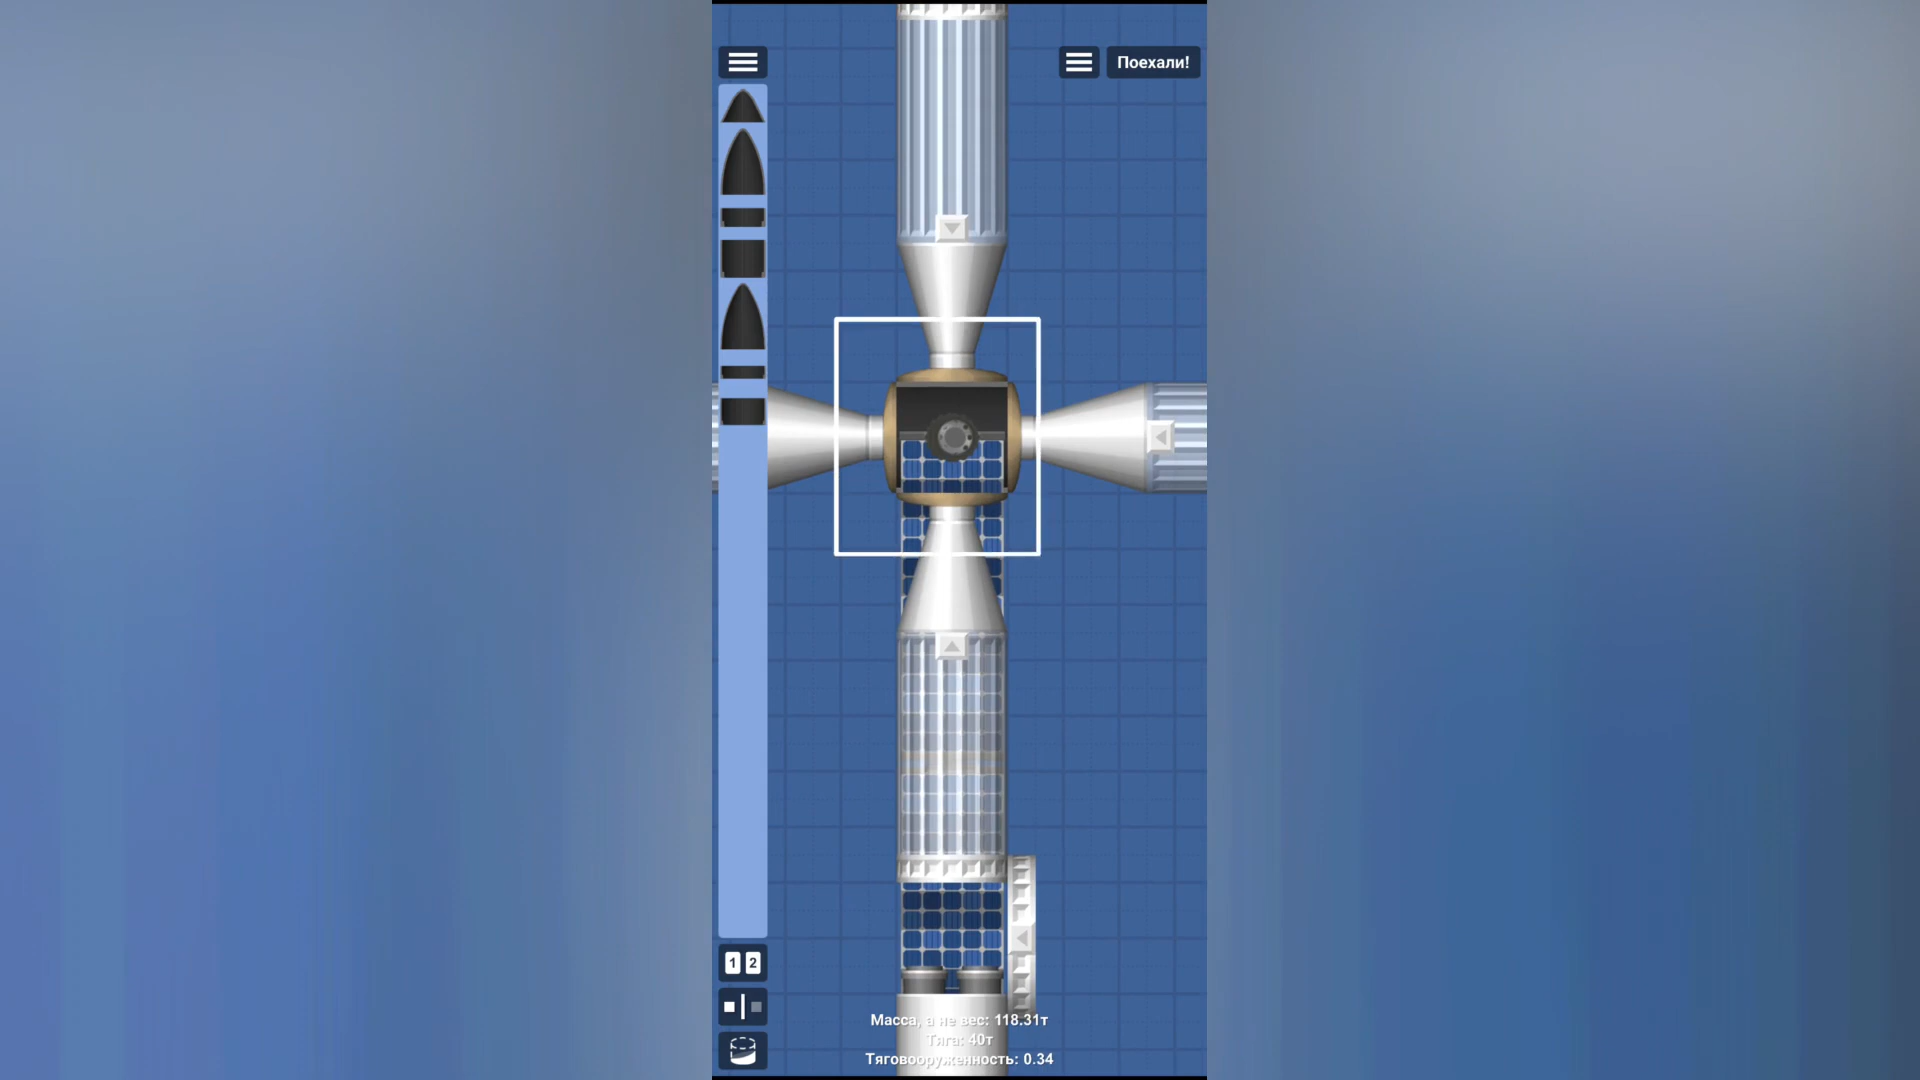 Поехали!
1 2
Масса, а не вес: 118.31т
Тяга: 40т
Тяговооруженность: 0.34